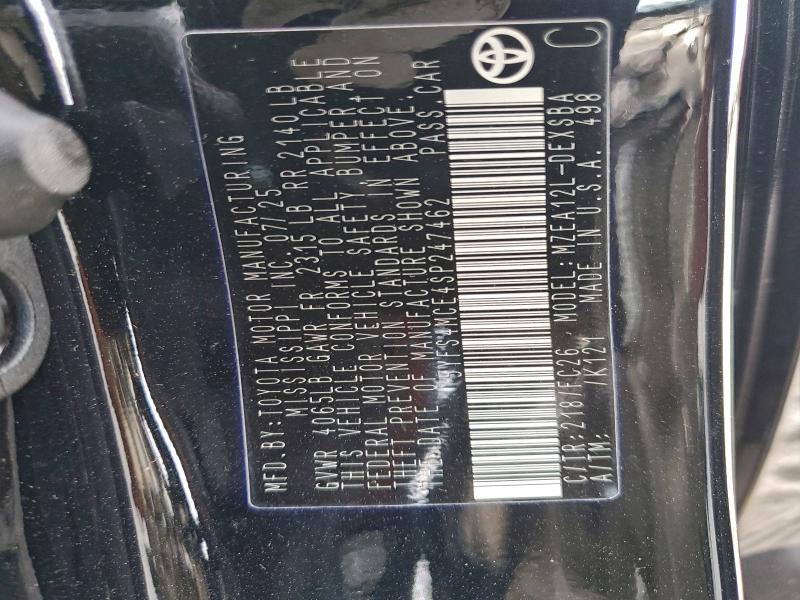 MFD.BY:TOYOTA MOTOR MANUFACTURING
MISSISSIPPI INC. 07/25
GVWR 4065LB GAWR FR 2315LB RR 2140LB
THIS VEHICLE CONFORMS TO ALL APPLICABLE
FEDERAL MOTOR VEHICLE SAFETY BUMPER, AND
THEFT PREVENTION STANDARDS IN EFFECT ON
THE DATE OF MANUFACTURE SHOWN ABOVE.
5YFS4MCE4SP247462 PASS.CAR
C/TR:218/FC26 MODEL:MZEA12L-DEXSBA
A/TM: /K121 MADE IN U.S.A. 498
C